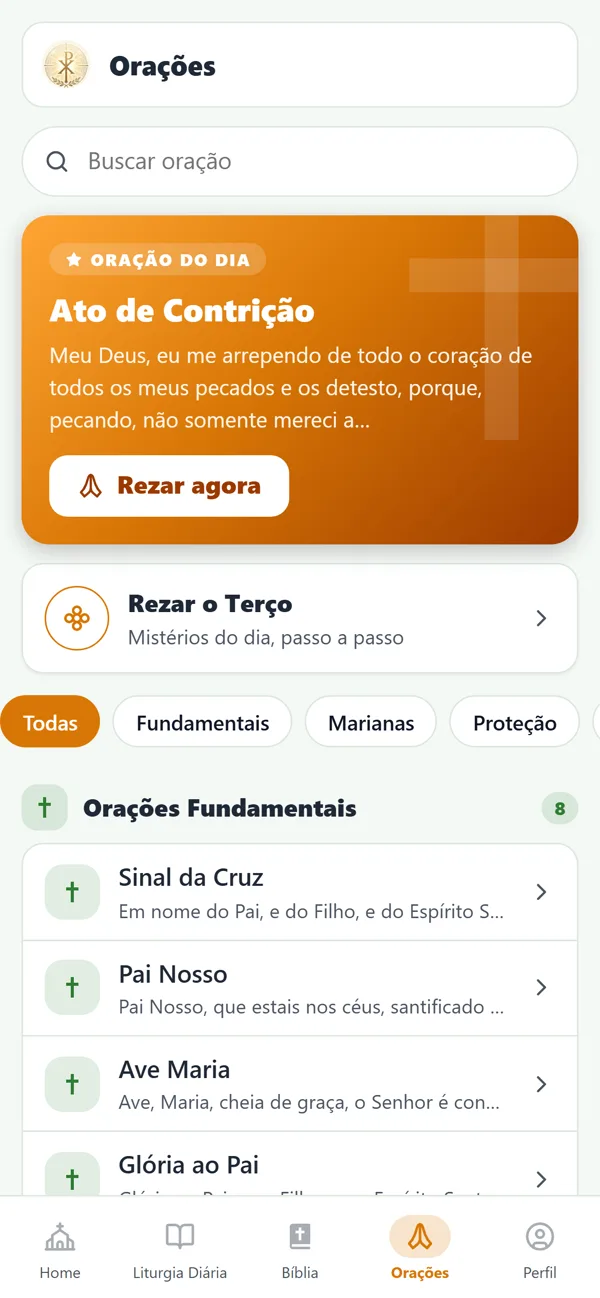 Orações
Buscar oração
ORAÇÃO DO DIA
Ato de Contrição
Meu Deus, eu me arrependo de todo o coração de
todos os meus pecados e os detesto, porque,
pecando, não somente mereci a...
Rezar agora
Rezar o Terço
Mistérios do dia, passo a passo
Todas
Fundamentais
Marianas
Proteção
Orações Fundamentais
8
Sinal da Cruz
Em nome do Pai, e do Filho, e do Espírito S...
Pai Nosso
Pai Nosso, que estais nos céus, santificado ...
Ave Maria
Ave, Maria, cheia de graça, o Senhor é con...
Glória ao Pai
Home
Liturgia Diária
Bíblia
Orações
Perfil